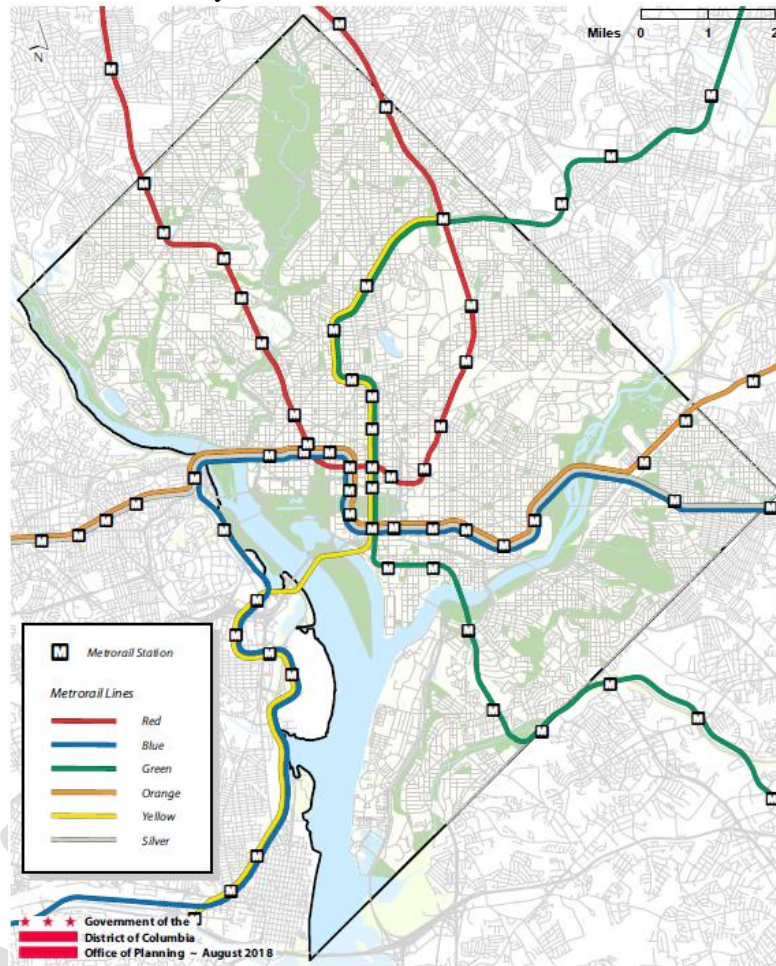 N
Miles 0 1 2
M Metrorail Station
Metrorail Lines
Red
Blue
Green
Orange
Yellow
Silver
Government of the
District of Columbia
Office of Planning ~ August 2018